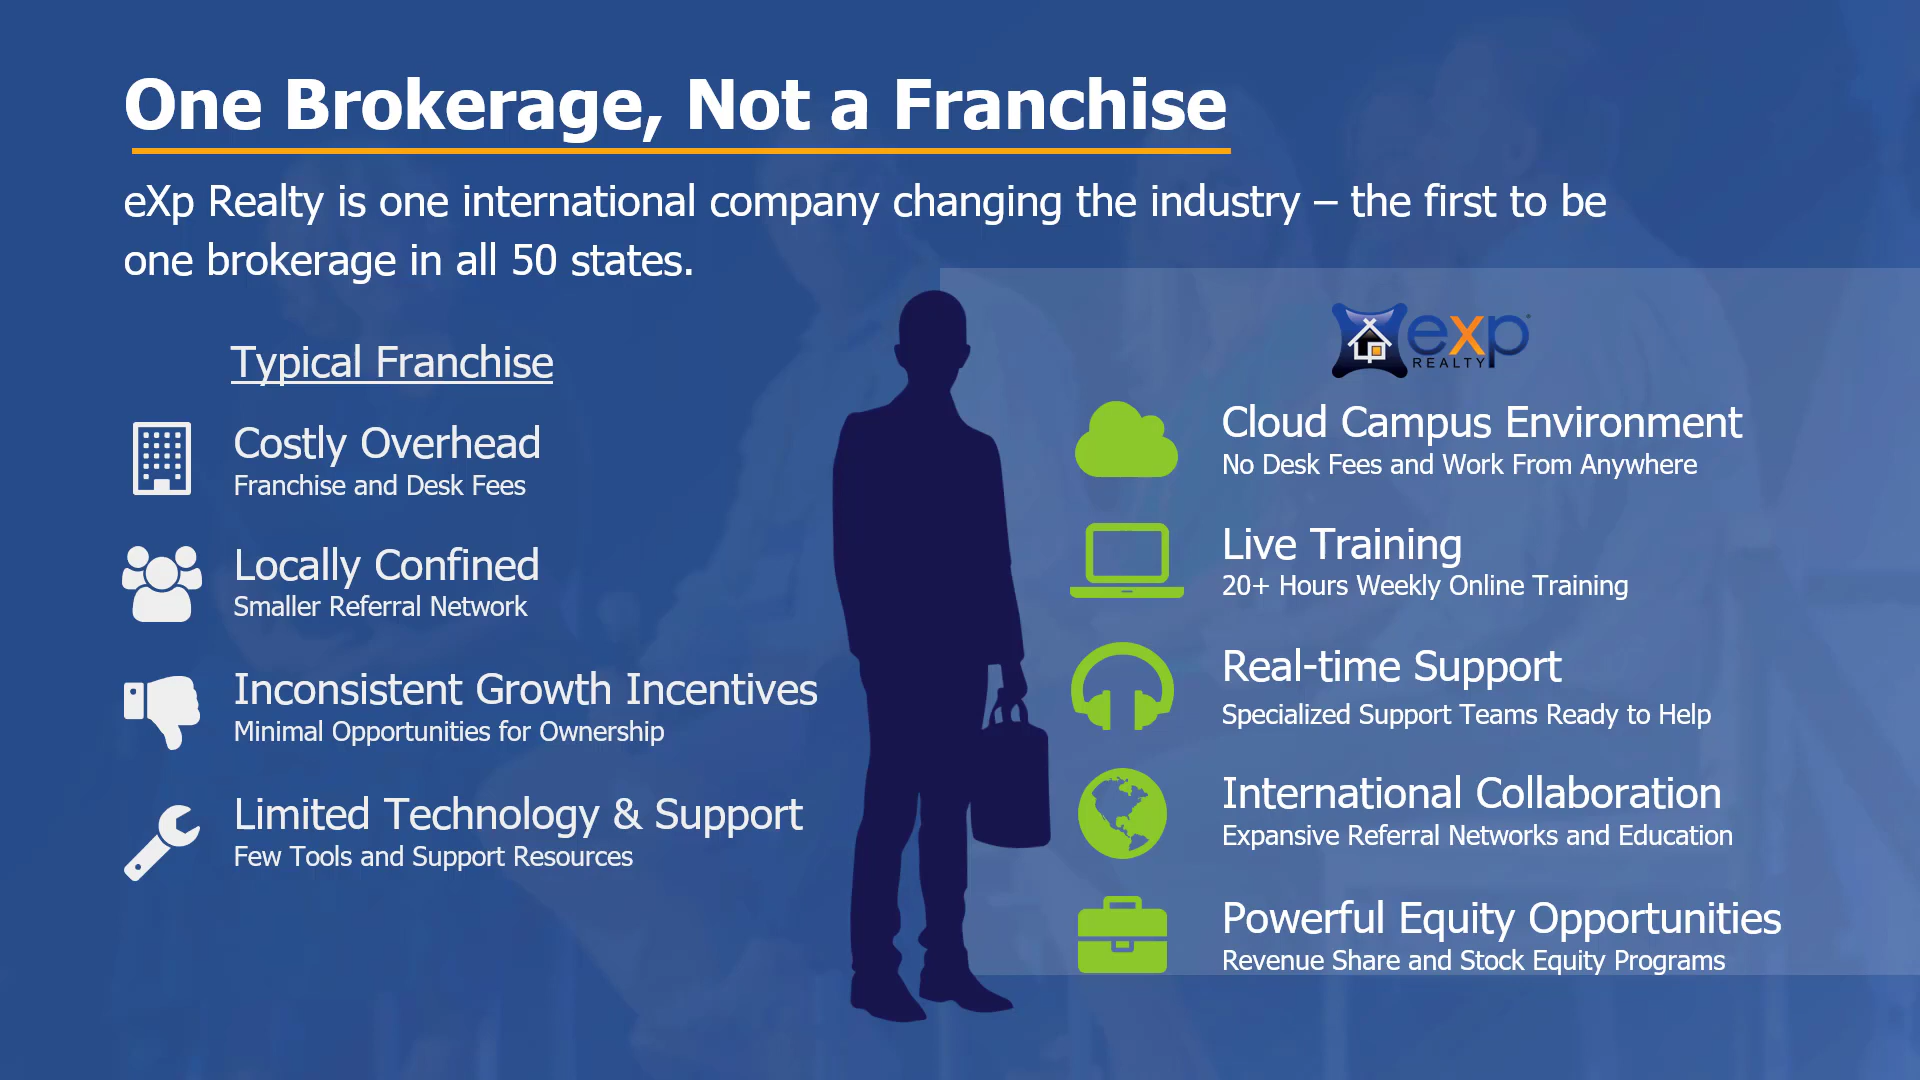 One Brokerage, Not a Franchise
eXp Realty is one international company changing the industry – the first to be
one brokerage in all 50 states.
Typical Franchise
Costly Overhead
Franchise and Desk Fees
Locally Confined
Smaller Referral Network
Inconsistent Growth Incentives
Minimal Opportunities for Ownership
Limited Technology & Support
Few Tools and Support Resources
exp
REALTY
Cloud Campus Environment
No Desk Fees and Work From Anywhere
Live Training
20+ Hours Weekly Online Training
Real-time Support
Specialized Support Teams Ready to Help
International Collaboration
Expansive Referral Networks and Education
Powerful Equity Opportunities
Revenue Share and Stock Equity Programs